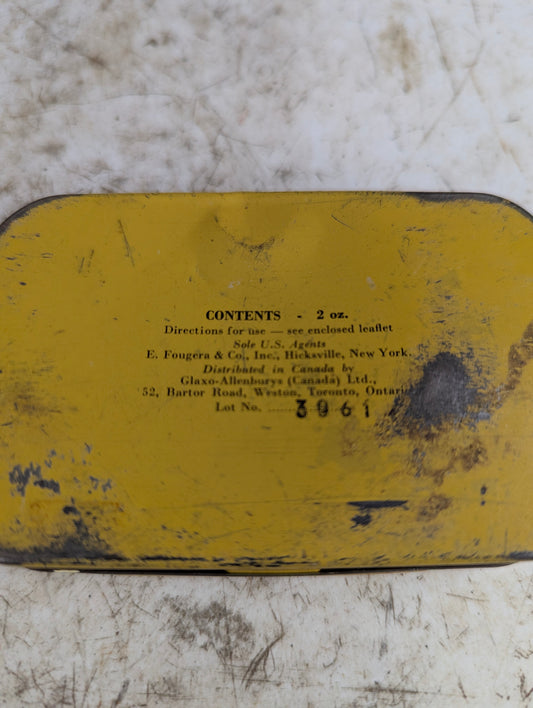 CONTENTS - 2 oz.
Directions for use — see enclosed leaflet
Sole U.S. Agents
E. Fougera & Co., Inc., Hicksville, New York.
Distributed in Canada by
Glaxo-Allenburys (Canada) Ltd.,
52, Bartor Road, Weston, Toronto, Ontari
Lot No. ...... 3961